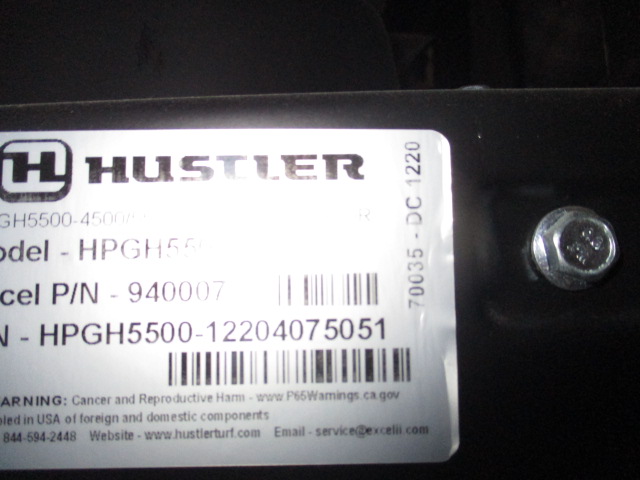 H HUSTLER
GH5500-4500/
odel - HPGH55
cel P/N - 940007
N - HPGH5500-12204075051
70035 - DC 1220
ARNING: Cancer and Reproductive Harm - www.P65Warnings.ca.gov
bled in USA of foreign and domestic components
844-594-2448 Website - www.hustlerturf.com Email - service@excelii.com